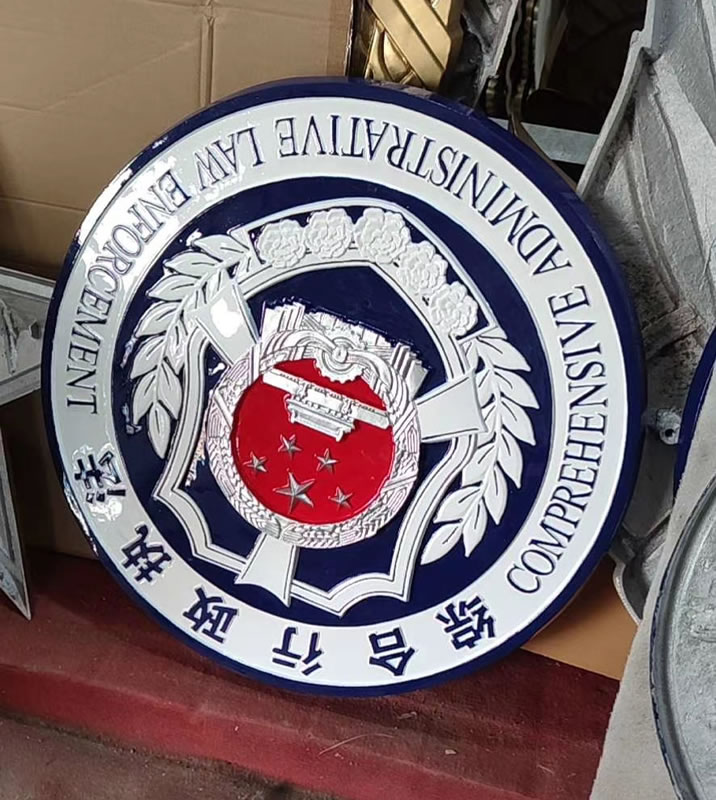 综合行政执法
COMPREHENSIVE ADMINISTRATIVE LAW ENFORCEMENT